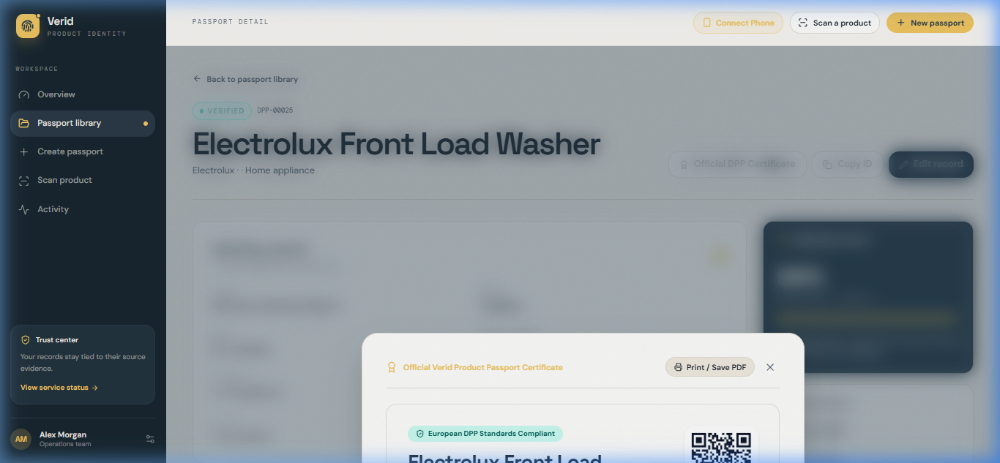 Verid
PRODUCT IDENTITY
WORKSPACE
Overview
Passport library
Create passport
Scan product
Activity
Trust center
Your records stay tied to their source
evidence.
View service status →
AM
Alex Morgan
Operations team
PASSPORT DETAIL
Connect Phone
Scan a product
+ New passport
← Back to passport library
VERIFIED
DPP-00025
Electrolux Front Load Washer
Electrolux · · Home appliance
Official DPP Certificate
Copy ID
Edit record
Official Verid Product Passport Certificate
Print / Save PDF
European DPP Standards Compliant
Electrolux Front Load